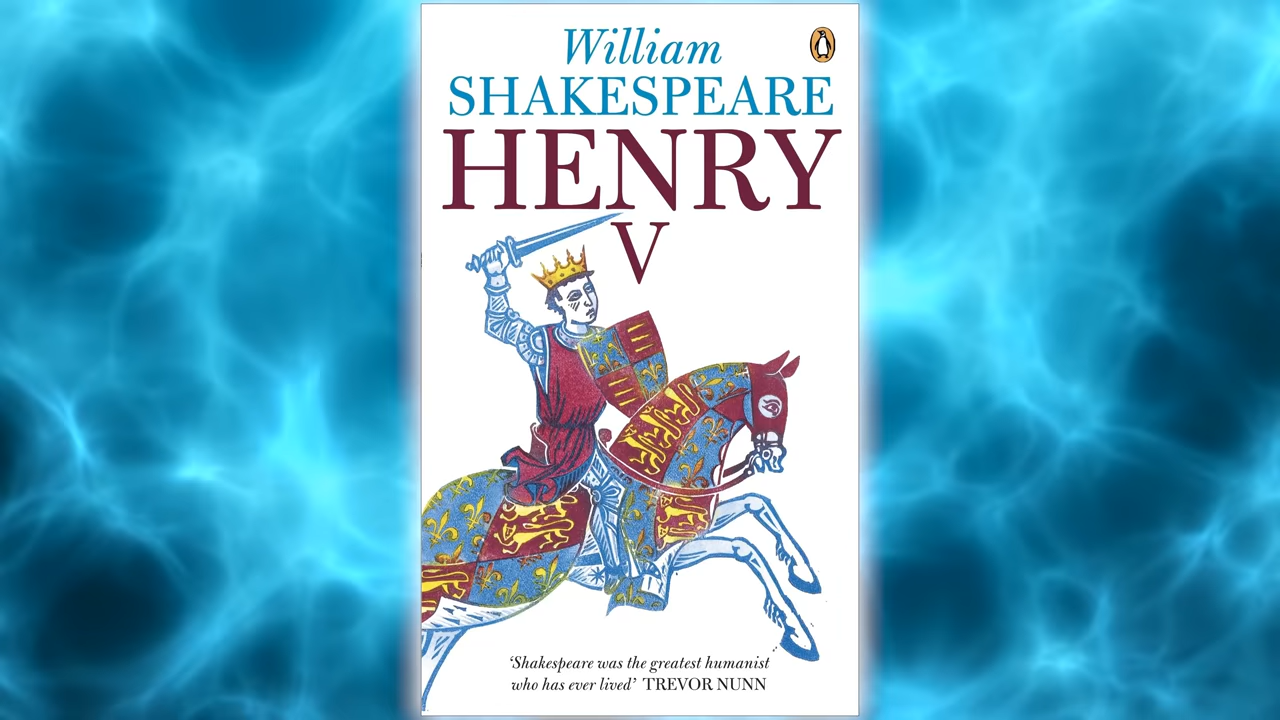 William
SHAKESPEARE
HENRY
V
‘Shakespeare was the greatest humanist
who has ever lived’ TREVOR NUNN